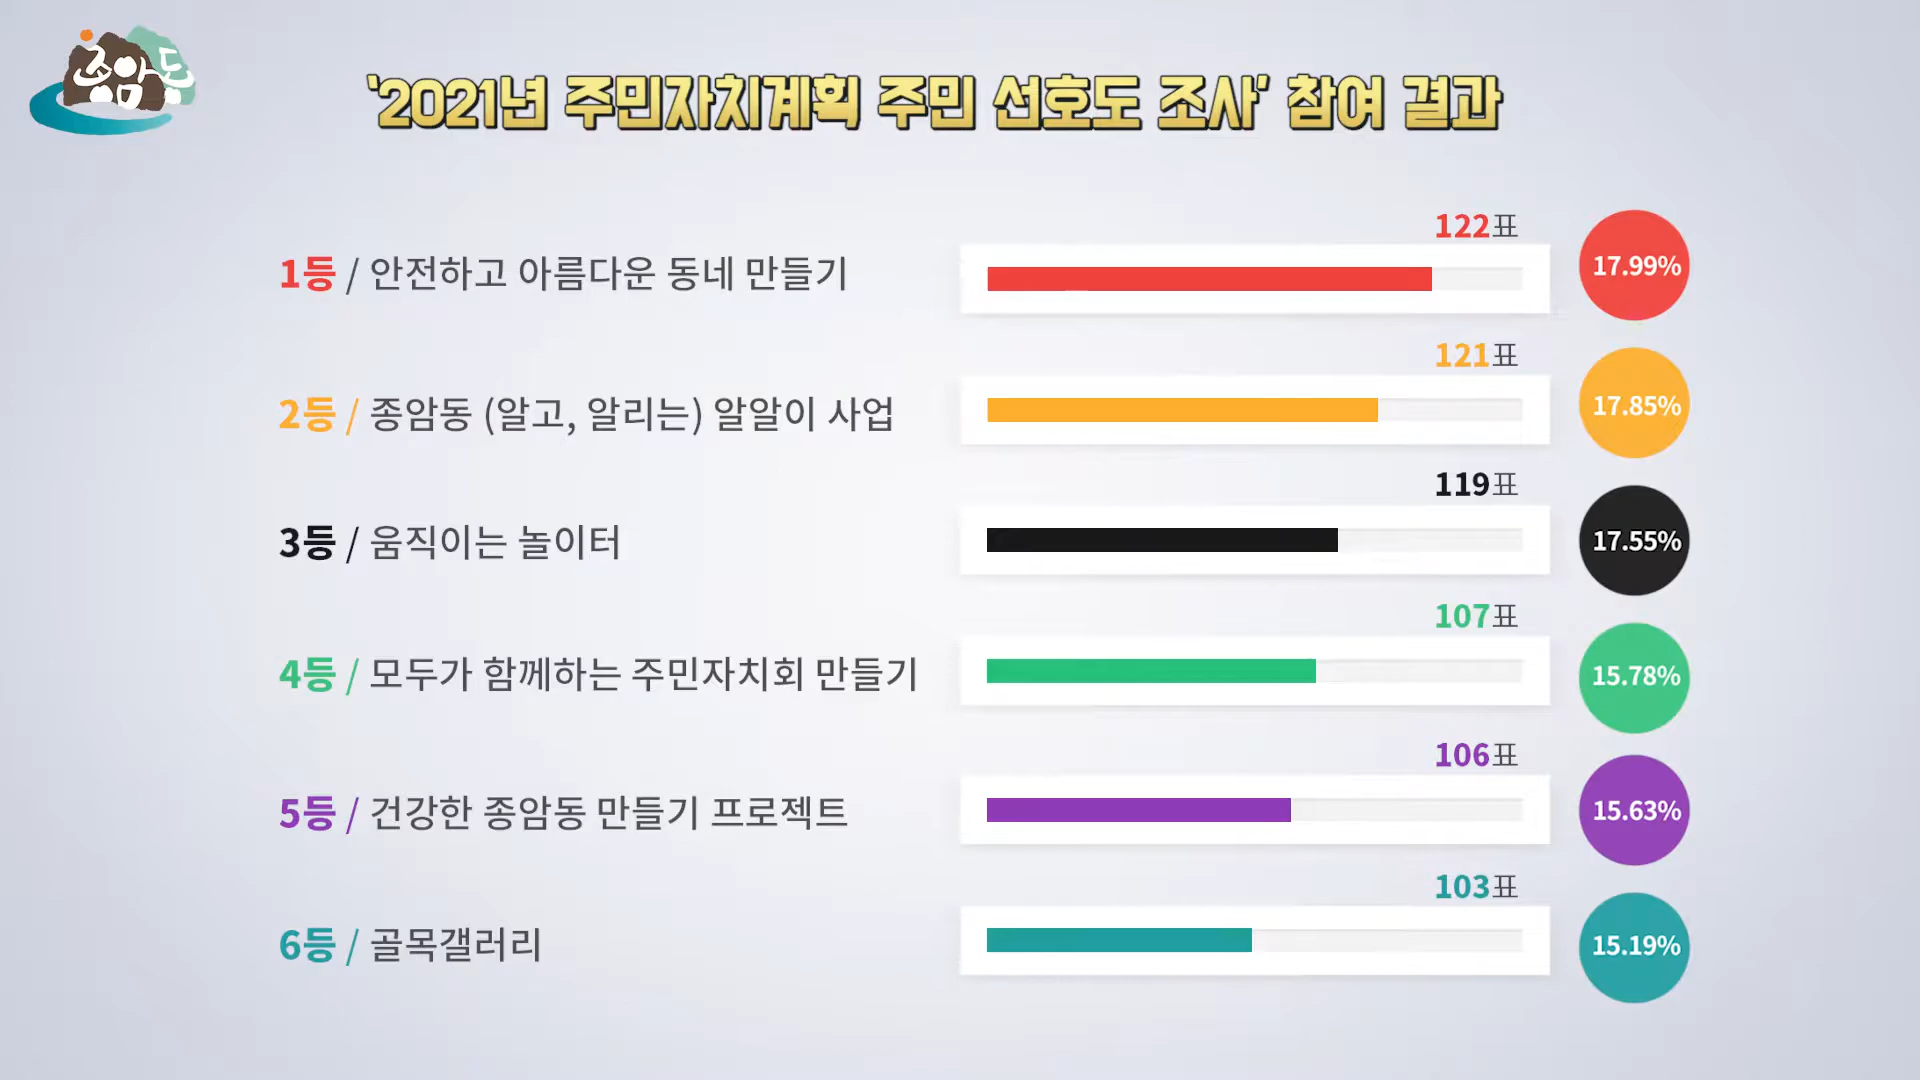 종암동
'2021년 주민자치계획 주민 선호도 조사' 참여 결과
1등 / 안전하고 아름다운 동네 만들기
122표
17.99%
2등 / 종암동 (알고, 알리는) 알알이 사업
121표
17.85%
3등 / 움직이는 놀이터
119표
17.55%
4등 / 모두가 함께하는 주민자치회 만들기
107표
15.78%
5등 / 건강한 종암동 만들기 프로젝트
106표
15.63%
6등 / 골목갤러리
103표
15.19%